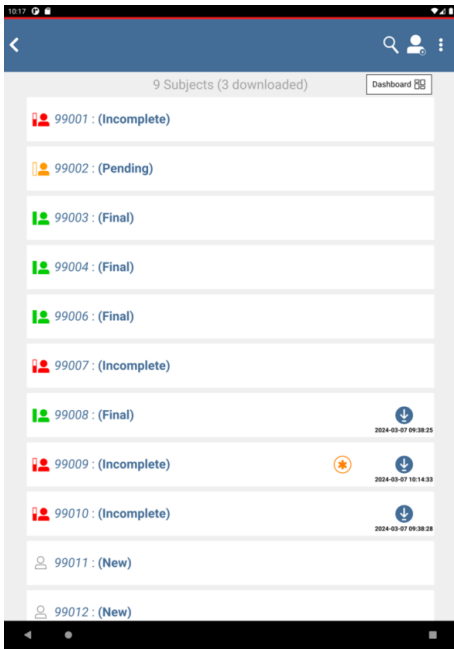 10:17
9 Subjects (3 downloaded)
Dashboard
99001 : (Incomplete)
99002 : (Pending)
99003 : (Final)
99004 : (Final)
99006 : (Final)
99007 : (Incomplete)
99008 : (Final)
2024-03-07 09:38:25
99009 : (Incomplete)
2024-03-07 10:14:33
99010 : (Incomplete)
2024-03-07 09:38:28
99011 : (New)
99012 : (New)